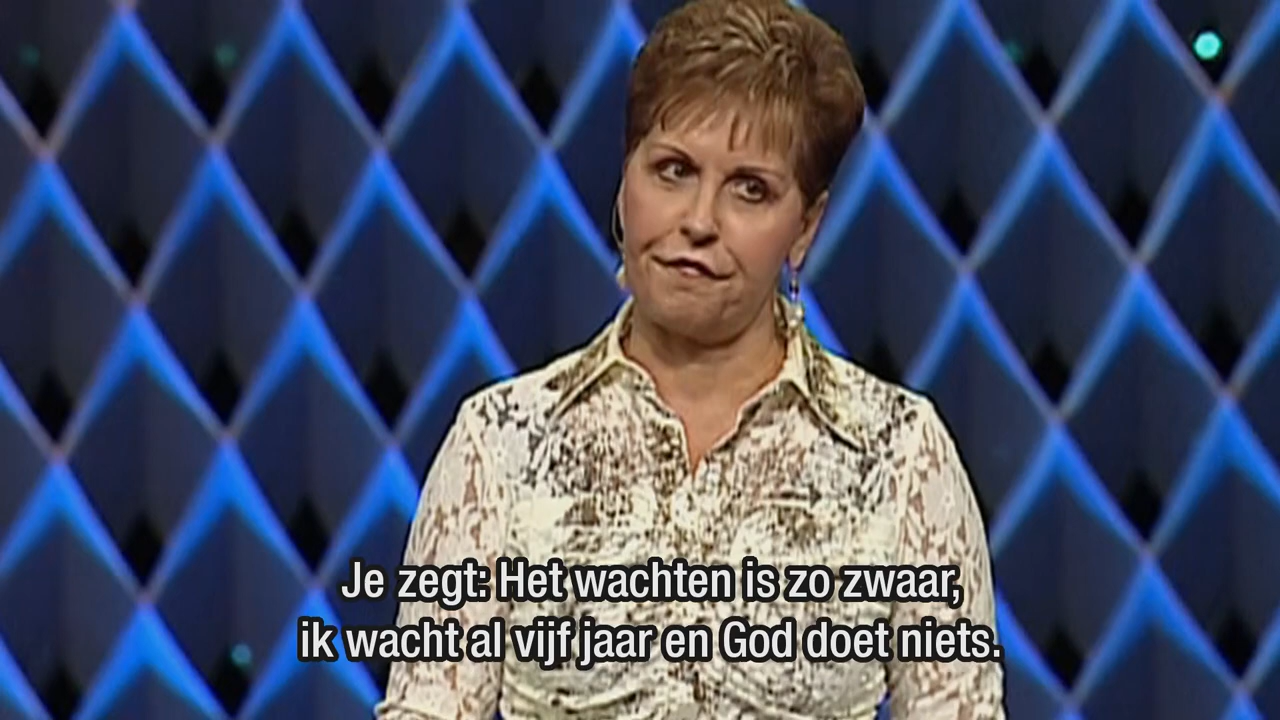 Je zegt: Het wachten is zo zwaar,
ik wacht al vijf jaar en God doet niets.